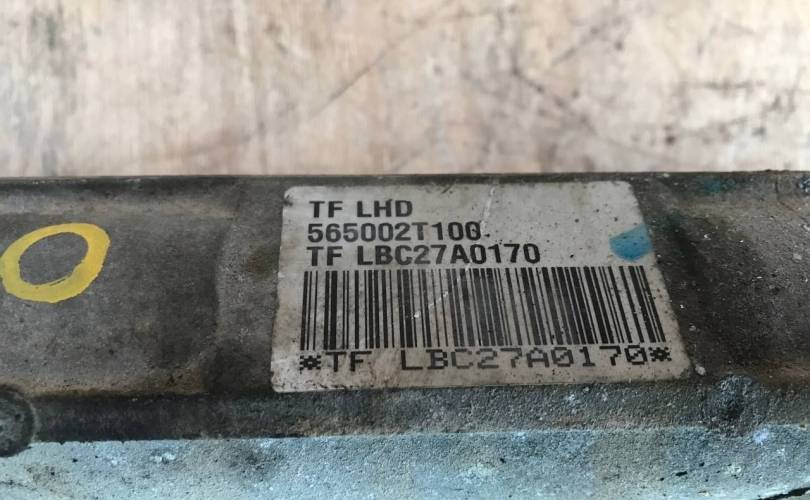 TF LHD
565002T100
TF LBC27A0170
*TF LBC27A0170*